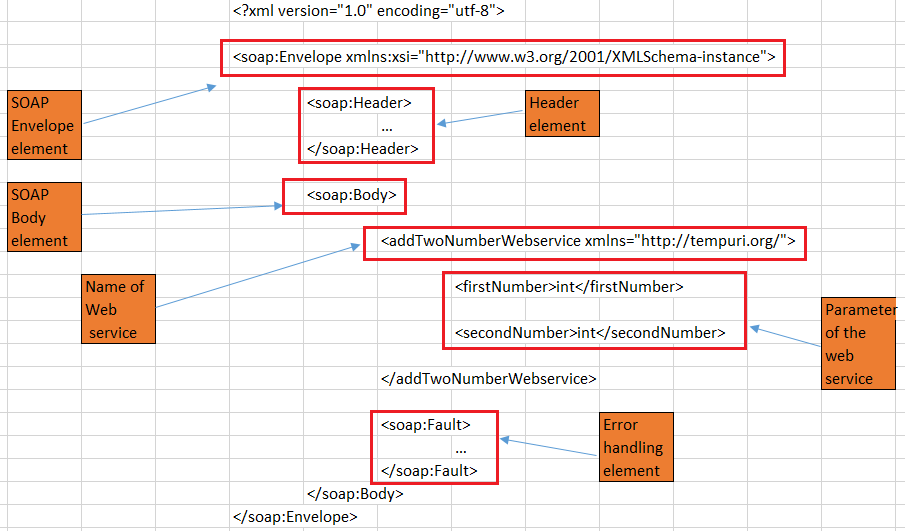 <?xml version="1.0" encoding="utf-8">
<soap:Envelope xmlns:xsi="http://www.w3.org/2001/XMLSchema-instance">
SOAP
Envelope
element
<soap:Header>
...
</soap:Header>
Header
element
SOAP
Body
element
<soap:Body>
<addTwoNumberWebservice xmlns="http://tempuri.org/">
Name of
Web
service
<firstNumber>int</firstNumber>
<secondNumber>int</secondNumber>
Parameter
of the
web
service
</addTwoNumberWebservice>
<soap:Fault>
...
</soap:Fault>
Error
handling
element
</soap:Body>
</soap:Envelope>